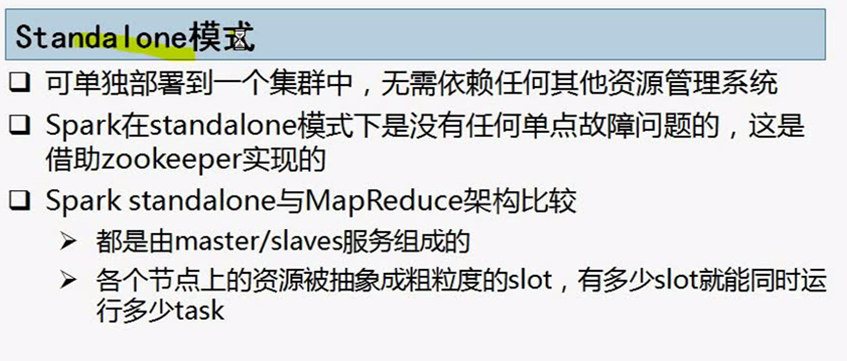 Standalone模式
可单独部署到一个集群中，无需依赖任何其他资源管理系统
Spark在standalone模式下是没有任何单点故障问题的，这是
借助zookeeper实现的
Spark standalone与MapReduce架构比较
都是由master/slaves服务组成的
各个节点上的资源被抽象成粗粒度的slot，有多少slot就能同时运
行多少task